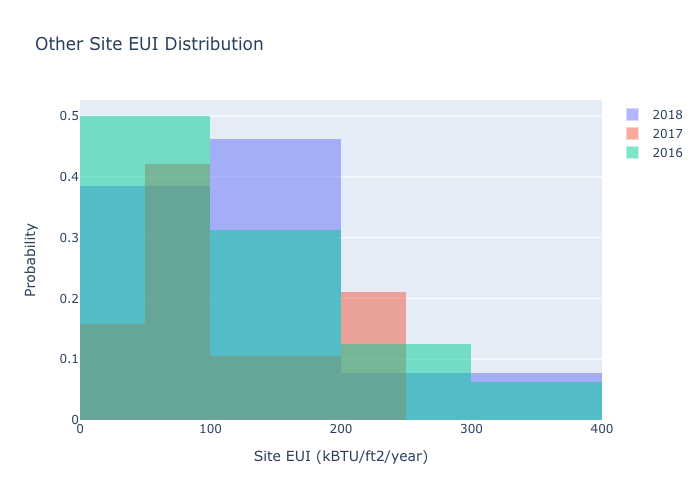 Other Site EUI Distribution
2018
2017
2016
Probability
0.5
0.4
0.3
0.2
0.1
0
0 100 200 300 400
Site EUI (kBTU/ft2/year)